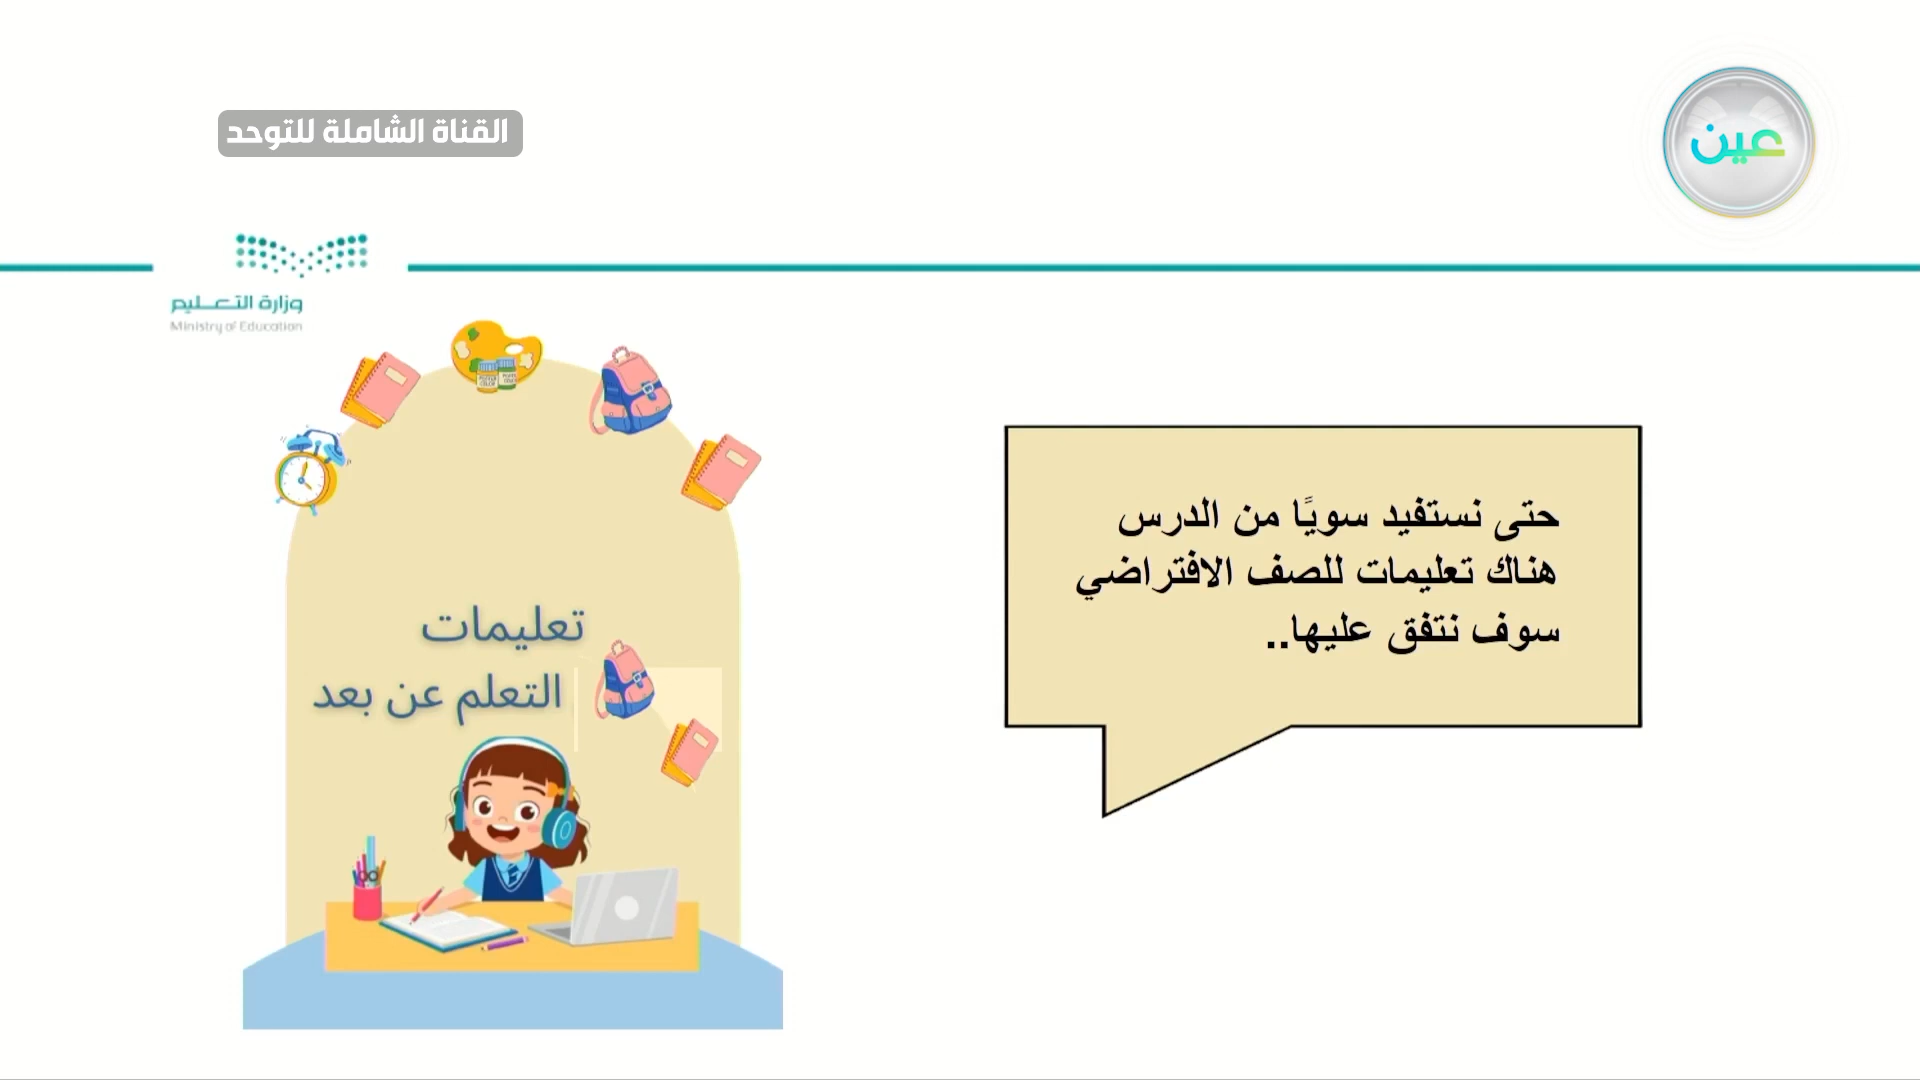 القناة الشاملة للتوحد
عين
وزارة التعليم
Ministry of Education
حتى نستفيد سويًا من الدرس
هناك تعليمات للصف الافتراضي
سوف نتفق عليها..
تعليمات
التعلم عن بعد